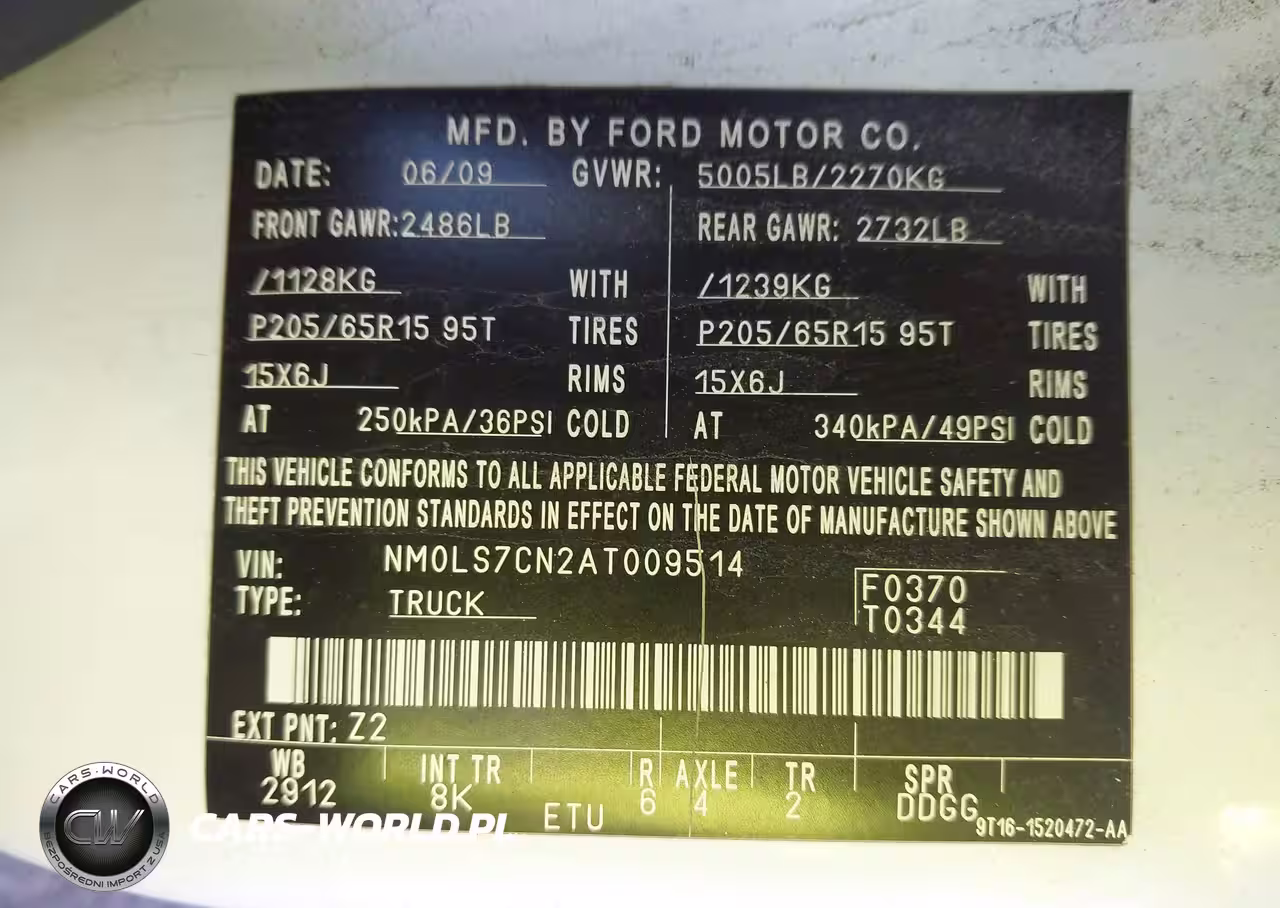 MFD. BY FORD MOTOR CO.
DATE: 06/09 GVWR: 5005LB/2270KG
FRONT GAWR: 2486LB REAR GAWR: 2732LB
/1128KG WITH /1239KG WITH
P205/65R15 95T TIRES P205/65R15 95T TIRES
15X6J RIMS 15X6J RIMS
AT 250kPA/36PSI COLD AT 340kPA/49PSI COLD
THIS VEHICLE CONFORMS TO ALL APPLICABLE FEDERAL MOTOR VEHICLE SAFETY AND
THEFT PREVENTION STANDARDS IN EFFECT ON THE DATE OF MANUFACTURE SHOWN ABOVE
VIN: NM0LS7CN2AT009514
TYPE: TRUCK
F0370
T0344
EXT PNT: Z2
WB INT TR R AXLE TR SPR
2912 8K ETU 6 4 2 DDGG
9T16-1520472-AA
CARS-WORLD
CW
BEZPOŚREDNI IMPORT Z USA
CARS-WORLD.PL